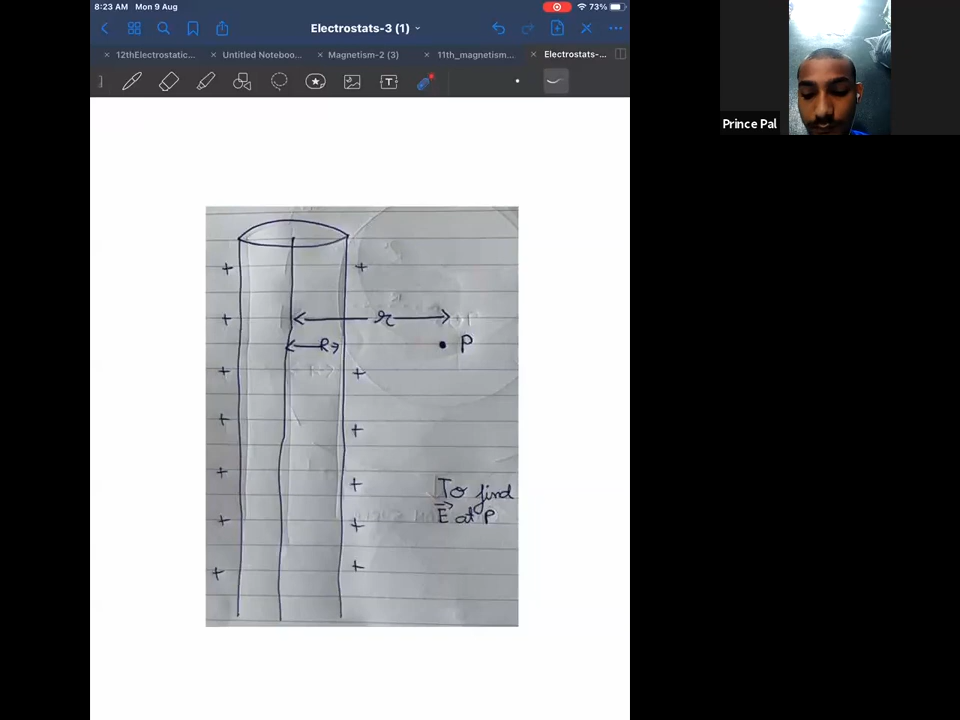 8:23 AM Mon 9 Aug
73%
Electrostats-3 (1)
12thElectrostatic...
Untitled Noteboo...
Magnetism-2 (3)
11th_magnetism...
Electrostats-...
Prince Pal
+ +
+ r
R P
+ +
+ +
+ +
To find
E⃗ at P
+ +
+ +